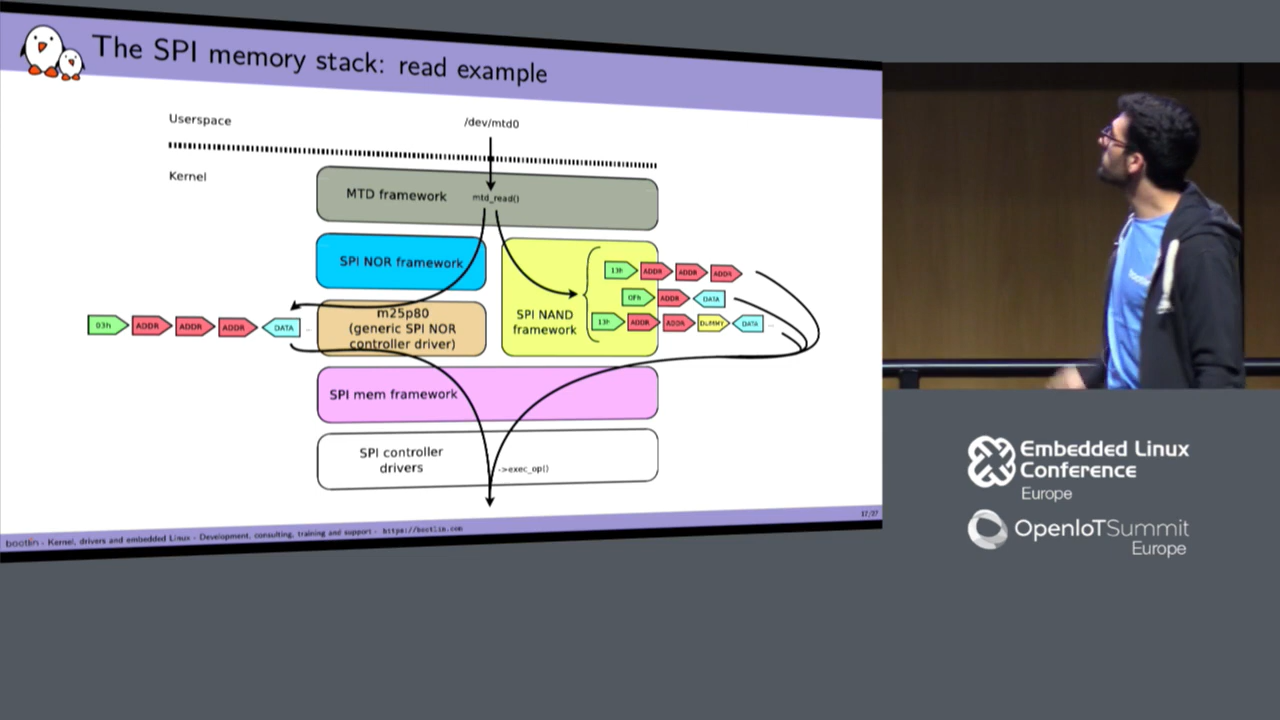 The SPI memory stack: read example
Userspace
/dev/mtd0
Kernel
MTD framework
mtd_read()
SPI NOR framework
13h ADDR ADDR ADDR
0Fh ADDR DATA
SPI NAND
framework
13h ADDR ADDR DUMMY DATA ...
03h ADDR ADDR ADDR DATA ...
m25p80
(generic SPI NOR
controller driver)
SPI mem framework
SPI controller
drivers
->exec_op()
bootlin - Kernel, drivers and embedded Linux - Development, consulting, training and support - https://bootlin.com
17/27
Embedded Linux
Conference
Europe
OpenIoTSummit
Europe